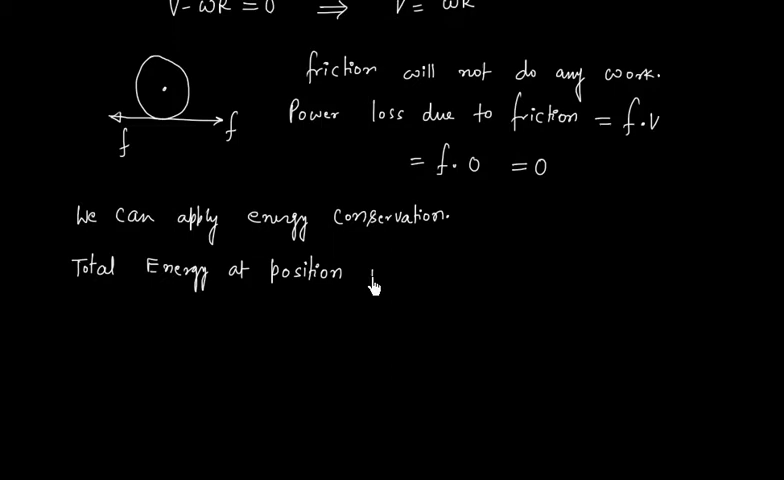 V - ωR = 0 ⇒ V = ωR
friction will not do any work.
Power loss due to friction = f.V
f f
= f. 0 = 0
We can apply energy conservation.
Total Energy at position